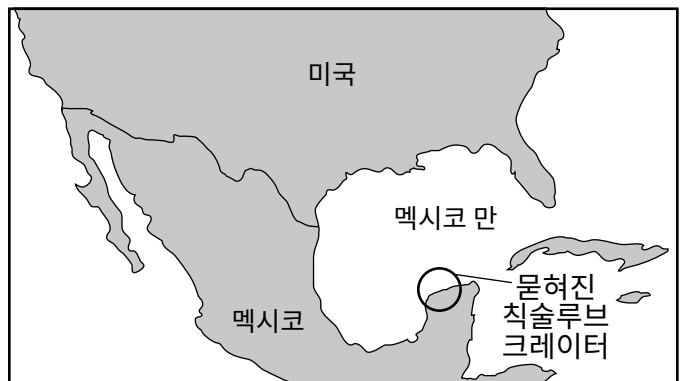 미국
멕시코 만
묻혀진
칙술루브
크레이터
멕시코